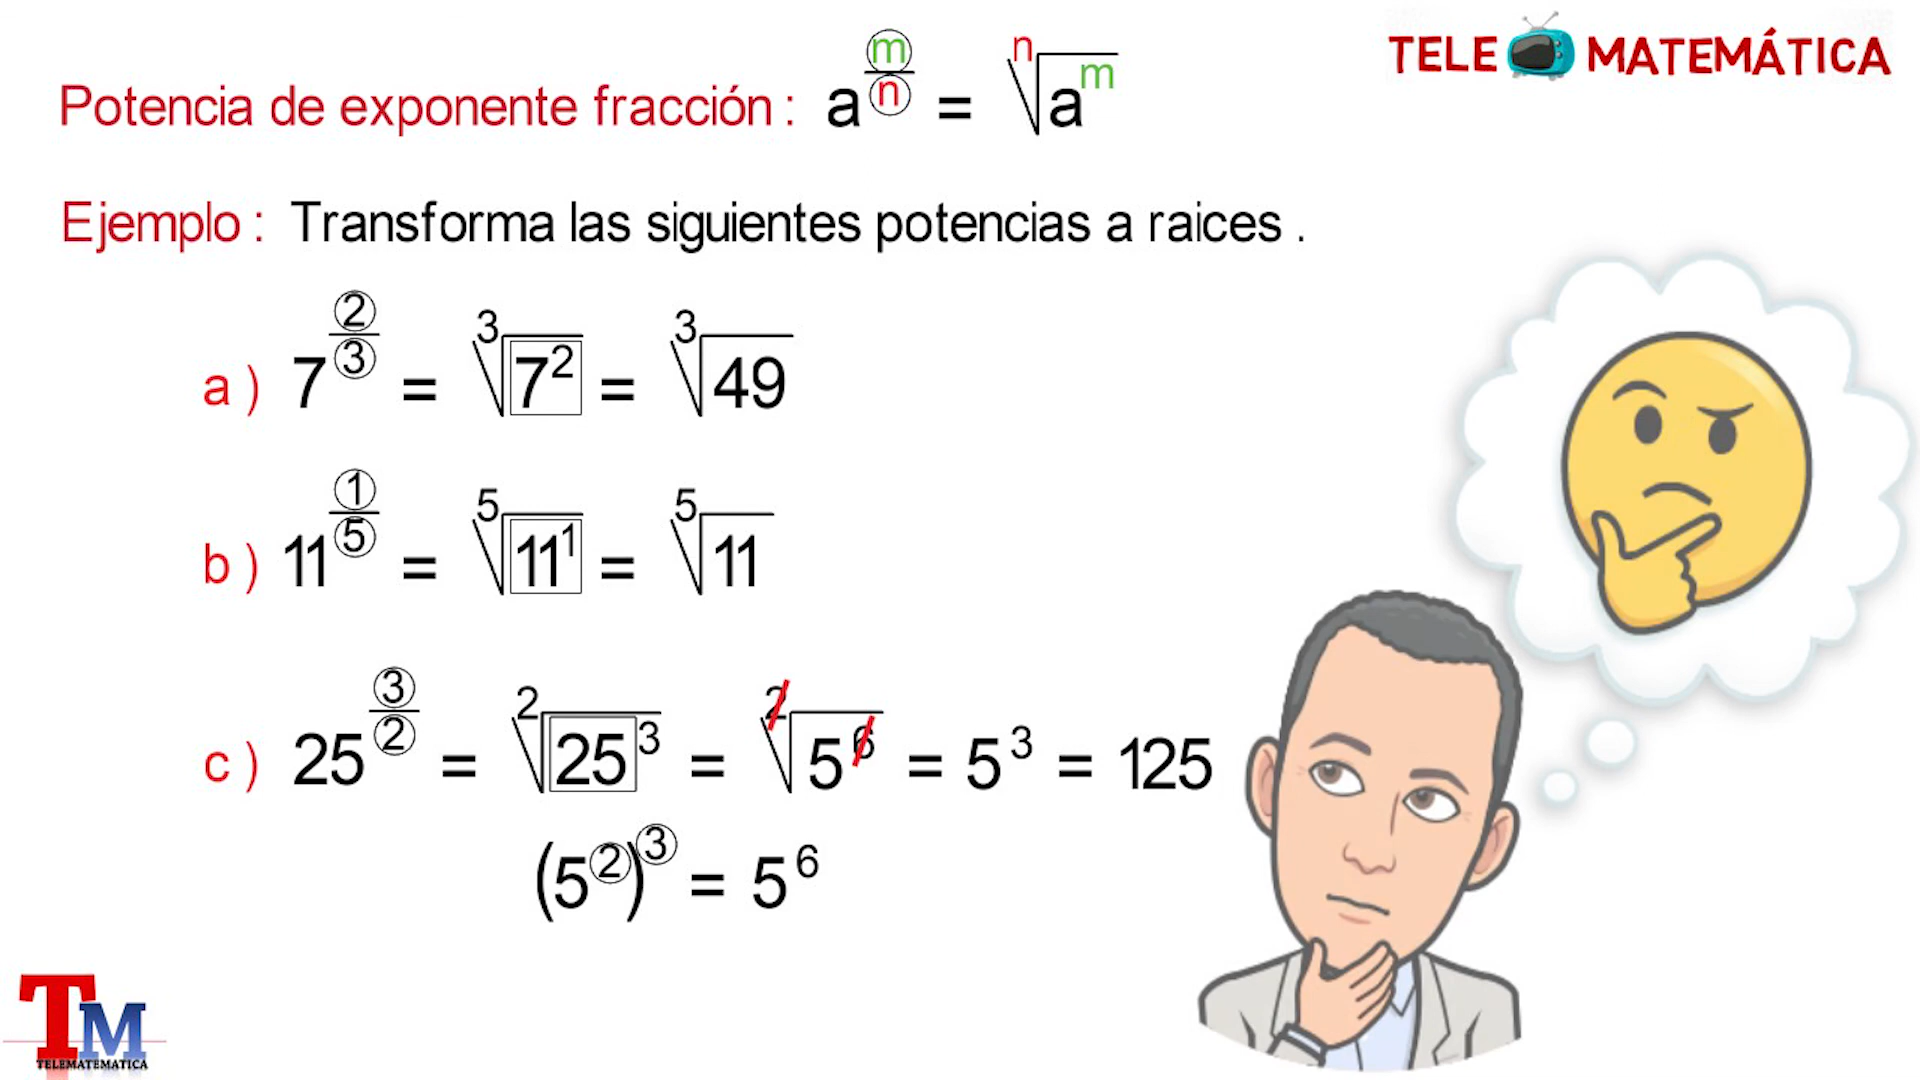 TELE MATEMÁTICA
Potencia de exponente fracción : a^(m/n) = ⁿ√a^m
Ejemplo : Transforma las siguientes potencias a raices .
a ) 7^(2/3) = ³√7² = ³√49
b ) 11^(1/5) = ⁵√11¹ = ⁵√11
c ) 25^(3/2) = ²√25³ = ²√5⁶ = 5³ = 125
(5²)³ = 5⁶
TM
TELEMATEMATICA